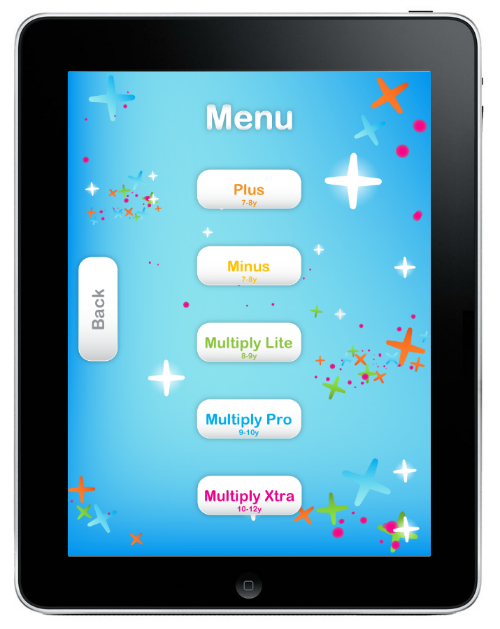 Menu
Plus
7-8y
Minus
7-8y
Back
Multiply Lite
8-9y
Multiply Pro
9-10y
Multiply Xtra
10-12y